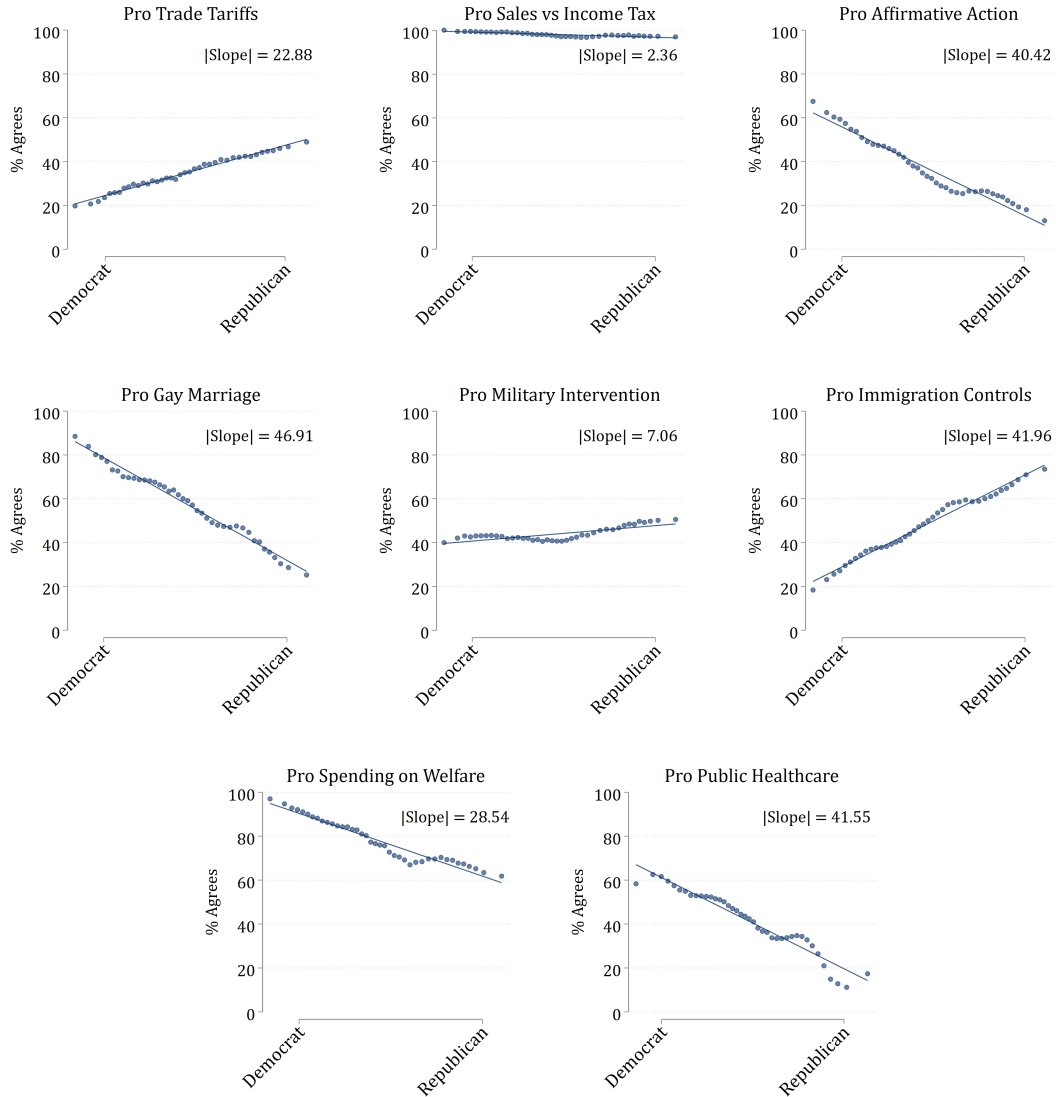 Pro Trade Tariffs
|Slope| = 22.88
% Agrees
100
80
60
40
20
0
Democrat
Republican
Pro Sales vs Income Tax
|Slope| = 2.36
% Agrees
100
80
60
40
20
0
Democrat
Republican
Pro Affirmative Action
|Slope| = 40.42
% Agrees
100
80
60
40
20
0
Democrat
Republican
Pro Gay Marriage
|Slope| = 46.91
% Agrees
100
80
60
40
20
0
Democrat
Republican
Pro Military Intervention
|Slope| = 7.06
% Agrees
100
80
60
40
20
0
Democrat
Republican
Pro Immigration Controls
|Slope| = 41.96
% Agrees
100
80
60
40
20
0
Democrat
Republican
Pro Spending on Welfare
|Slope| = 28.54
% Agrees
100
80
60
40
20
0
Democrat
Republican
Pro Public Healthcare
|Slope| = 41.55
% Agrees
100
80
60
40
20
0
Democrat
Republican